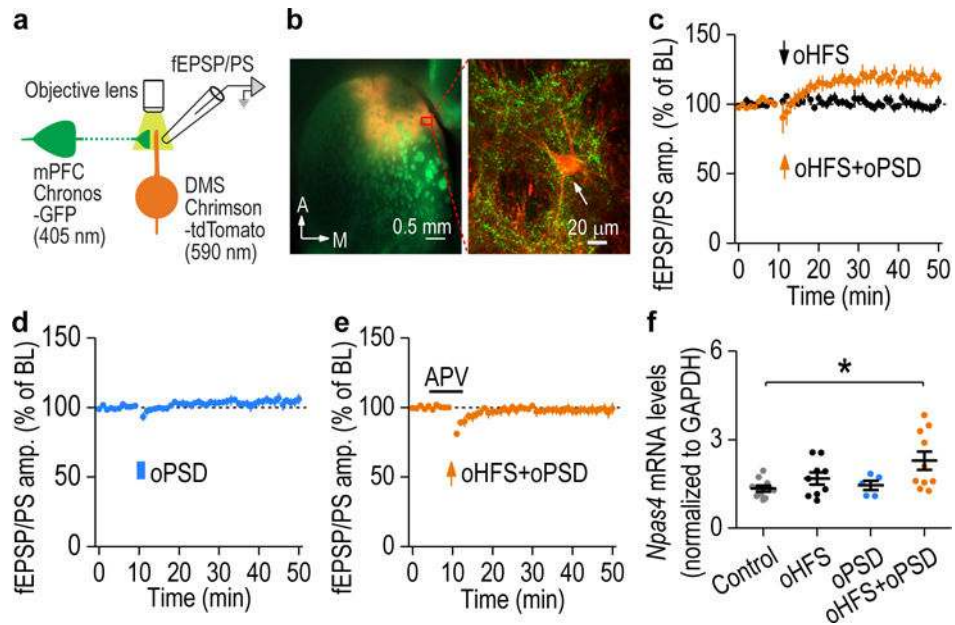 a
fEPSP/PS
Objective lens
mPFC
Chronos
-GFP
(405 nm)
DMS
Chrimson
-tdTomato
(590 nm)
b
A
M
0.5 mm
20 μm
c
fEPSP/PS amp. (% of BL)
150
100
50
0
oHFS
oHFS+oPSD
0 10 20 30 40 50
Time (min)
d
fEPSP/PS amp. (% of BL)
150
100
50
0
oPSD
0 10 20 30 40 50
Time (min)
e
fEPSP/PS amp. (% of BL)
150
100
50
0
APV
oHFS+oPSD
0 10 20 30 40 50
Time (min)
f
Npas4 mRNA levels
(normalized to GAPDH)
6
3
0
*
Control
oHFS
oPSD
oHFS+oPSD